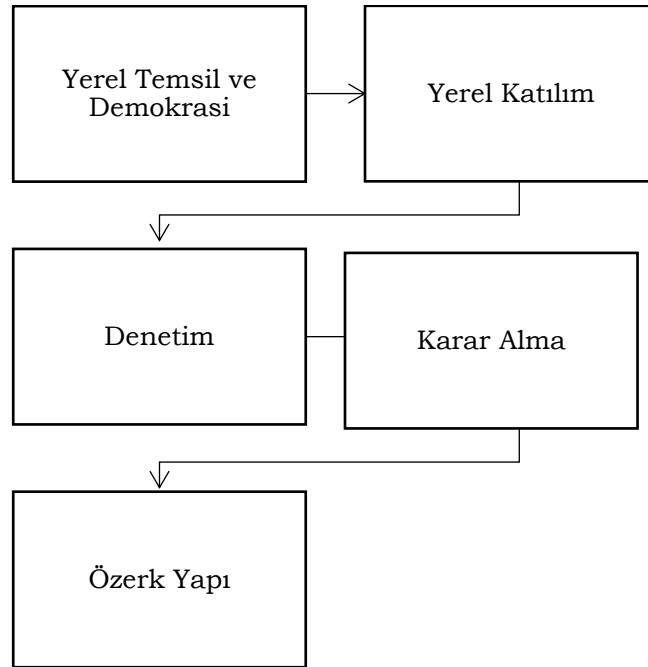 Yerel Temsil ve
Demokrasi
Yerel Katılım
Denetim
Karar Alma
Özerk Yapı